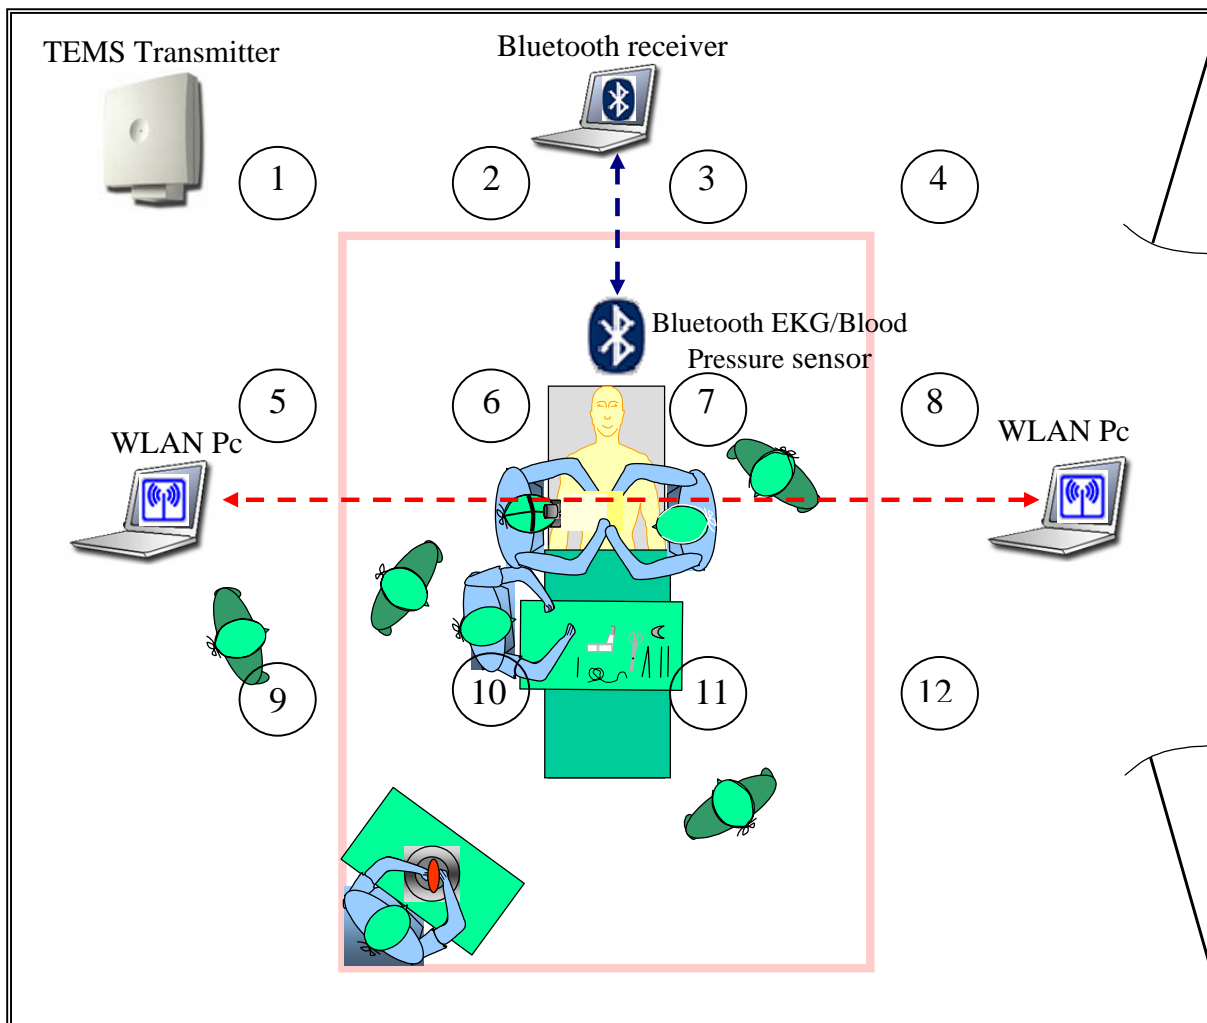 TEMS Transmitter
Bluetooth receiver
1
2
3
4
Bluetooth EKG/Blood
Pressure sensor
5
6
7
8
WLAN Pc
WLAN Pc
9
10
11
12